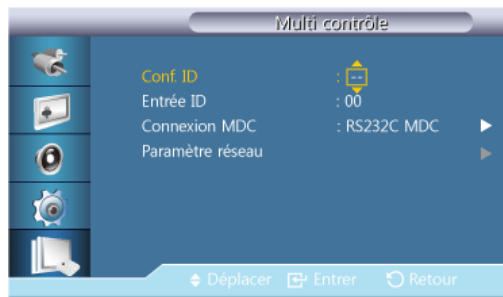 Multi contrôle
Conf. ID : --
Entrée ID : 00
Connexion MDC : RS232C MDC
Paramètre réseau
Déplacer Entrer Retour